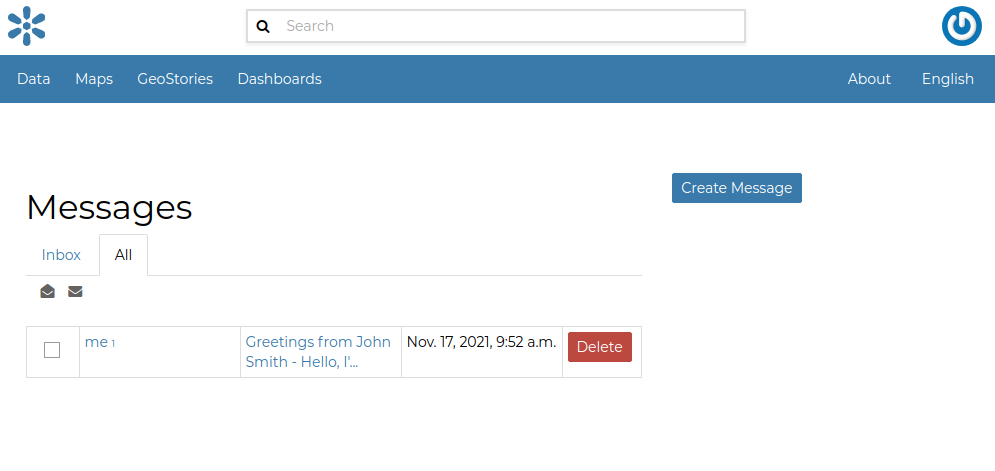 Search
Data Maps GeoStories Dashboards About English
Create Message
Messages
Inbox All
me 1 Greetings from John Nov. 17, 2021, 9:52 a.m. Delete
Smith - Hello, I'...